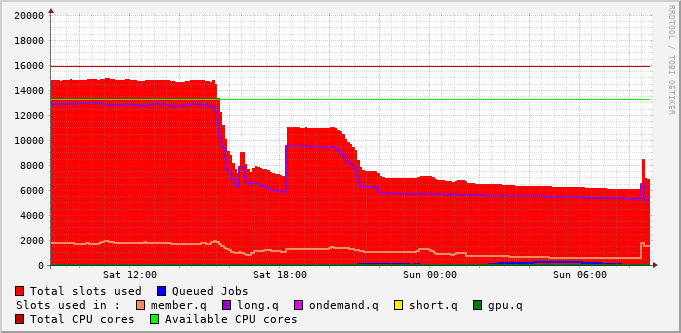 RRDTOOL / TOBI OETIKER
20000
18000
16000
14000
12000
10000
8000
6000
4000
2000
0
Sat 12:00 Sat 18:00 Sun 00:00 Sun 06:00
Total slots used Queued Jobs
Slots used in : member.q long.q ondemand.q short.q gpu.q
Total CPU cores Available CPU cores